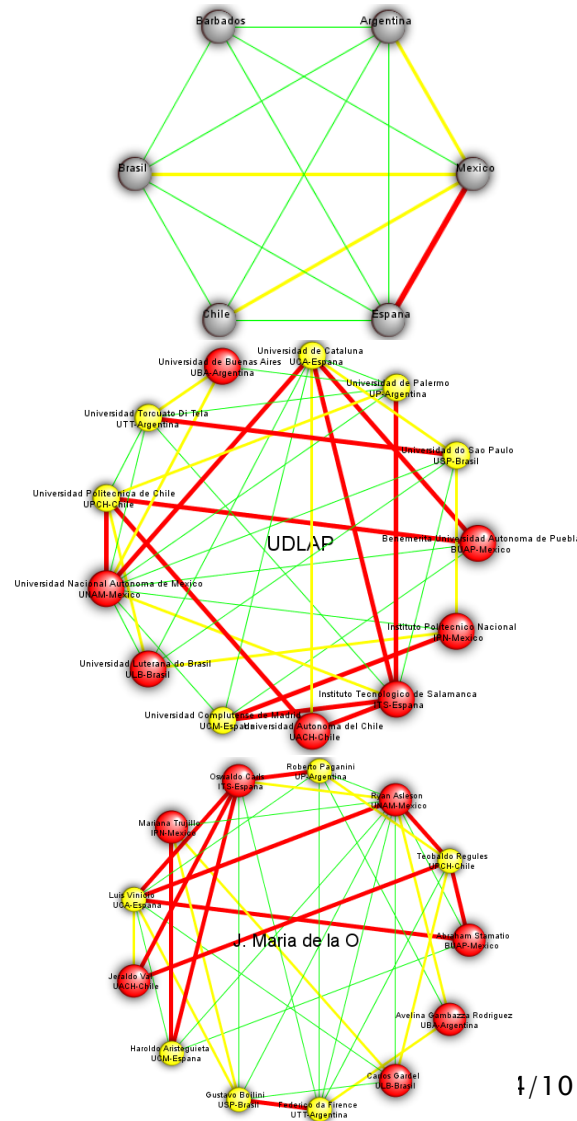 Barbados
Argentina
Brasil
Mexico
Chile
Espana
Universidad de Cataluna
UCA-Espana
Universidad de Buenos Aires
UBA-Argentina
Universidad de Palermo
UP-Argentina
Universidad Torcuato Di Tela
UTT-Argentina
Universidad do Sao Paulo
USP-Brasil
Universidad Politecnica de Chile
UPCH-Chile
Benemerita Universidad Autonoma de Puebla
BUAP-Mexico
UDLAP
Universidad Nacional Autonoma de Mexico
UNAM-Mexico
Instituto Politecnico Nacional
IPN-Mexico
Universidad Luterana do Brasil
ULB-Brasil
Instituto Tecnologico de Salamanca
ITS-Espana
Universidad Complutense de Madrid
UCM-Espana
Universidad Autonoma del Chile
UACH-Chile
Roberto Paganini
UP-Argentina
Oswaldo Carls
ITS-Espana
Ryan Asleson
UNAM-Mexico
Mariana Trujillo
IPN-Mexico
Teobaldo Regules
UPCH-Chile
Luis Vinicio
UCA-Espana
Abraham Stamatio
BUAP-Mexico
J. Maria de la O
Jeraldo Val
UACH-Chile
Avelina Gambazza Rodriguez
UBA-Argentina
Haroldo Aristeguieta
UCM-Espana
Carlos Gardel
ULB-Brasil
Gustavo Boilini
USP-Brasil
Federico da Firence
UTT-Argentina
4/10